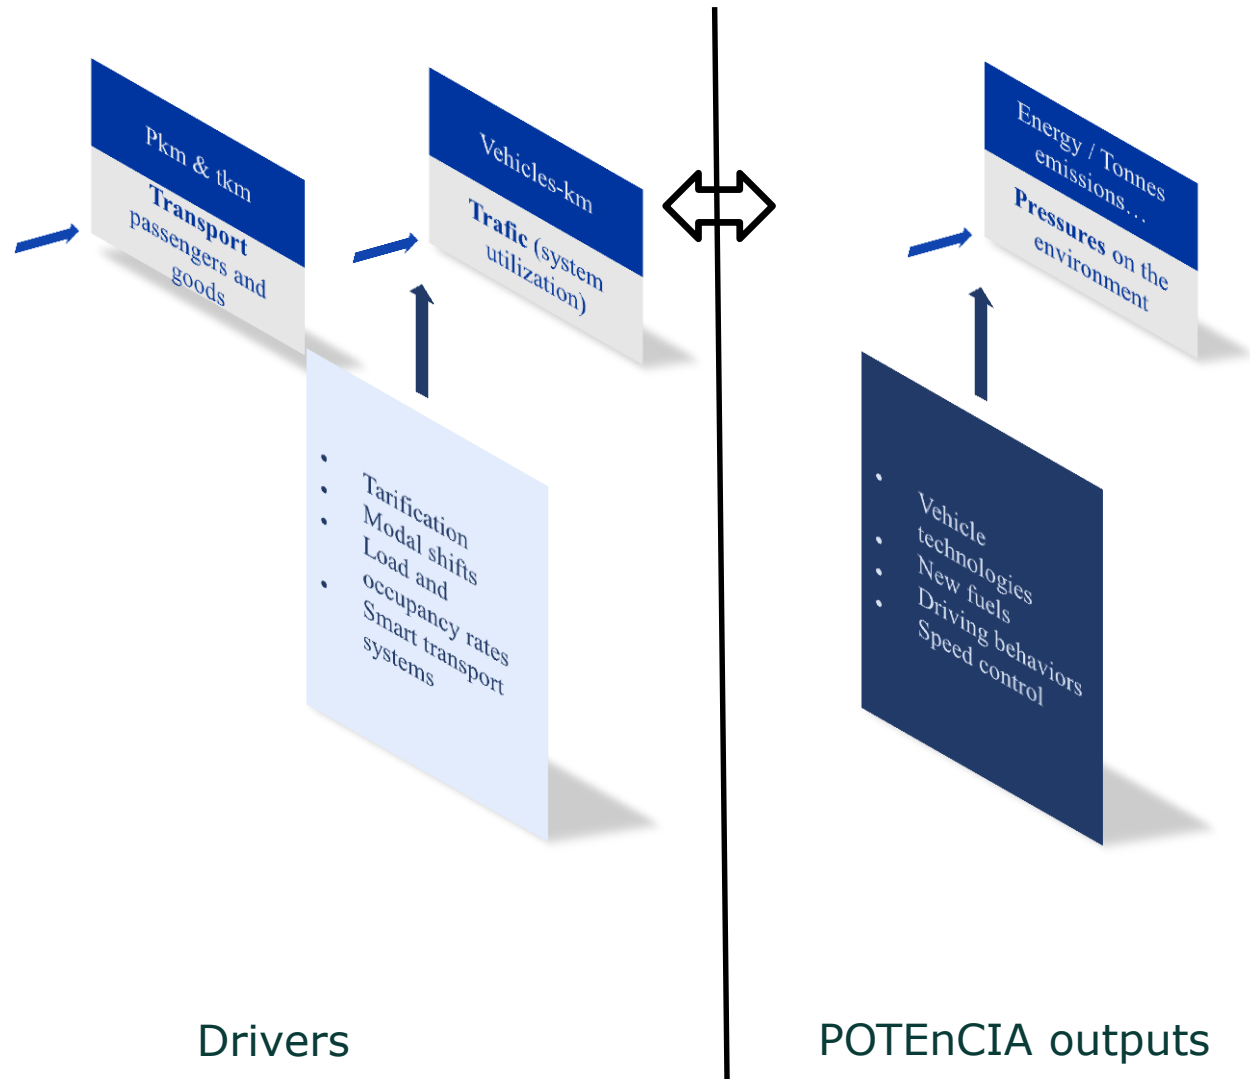 Pkm & tkm
Transport
passengers and
goods
Vehicles-km
Trafic (system
utilization)
Energy / Tonnes
emissions…
Pressures on the
environment
• Tarification
• Modal shifts
• Load and
occupancy rates
• Smart transport
systems
• Vehicle
technologies
• New fuels
• Driving behaviors
• Speed control
Drivers
POTEnCIA outputs